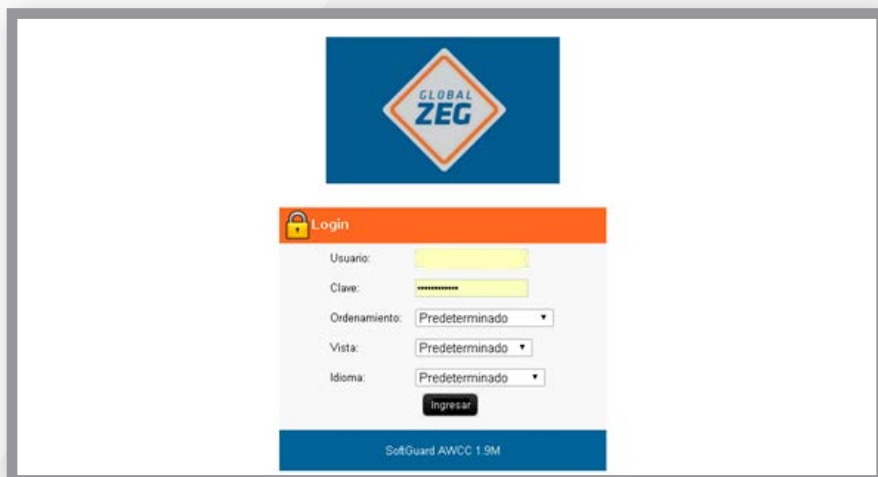 GLOBAL
ZEG
Login
Usuario:
Clave: ••••••••••••
Ordenamiento: Predeterminado
Vista: Predeterminado
Idioma: Predeterminado
Ingresar
SoftGuard AWCC 1.9M